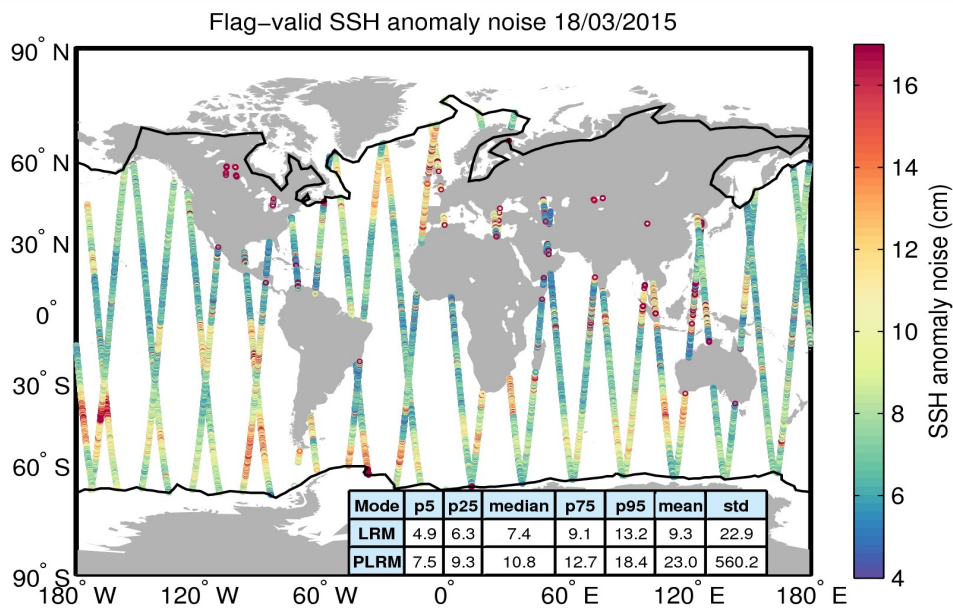 Flag−valid SSH anomaly noise 18/03/2015
90° N
60° N
30° N
0°
30° S
60° S
90° S
180° W
120° W
60° W
0°
60° E
120° E
180° E
16
14
12
10
8
6
4
SSH anomaly noise (cm)
Mode p5 p25 median p75 p95 mean std
LRM 4.9 6.3 7.4 9.1 13.2 9.3 22.9
PLRM 7.5 9.3 10.8 12.7 18.4 23.0 560.2